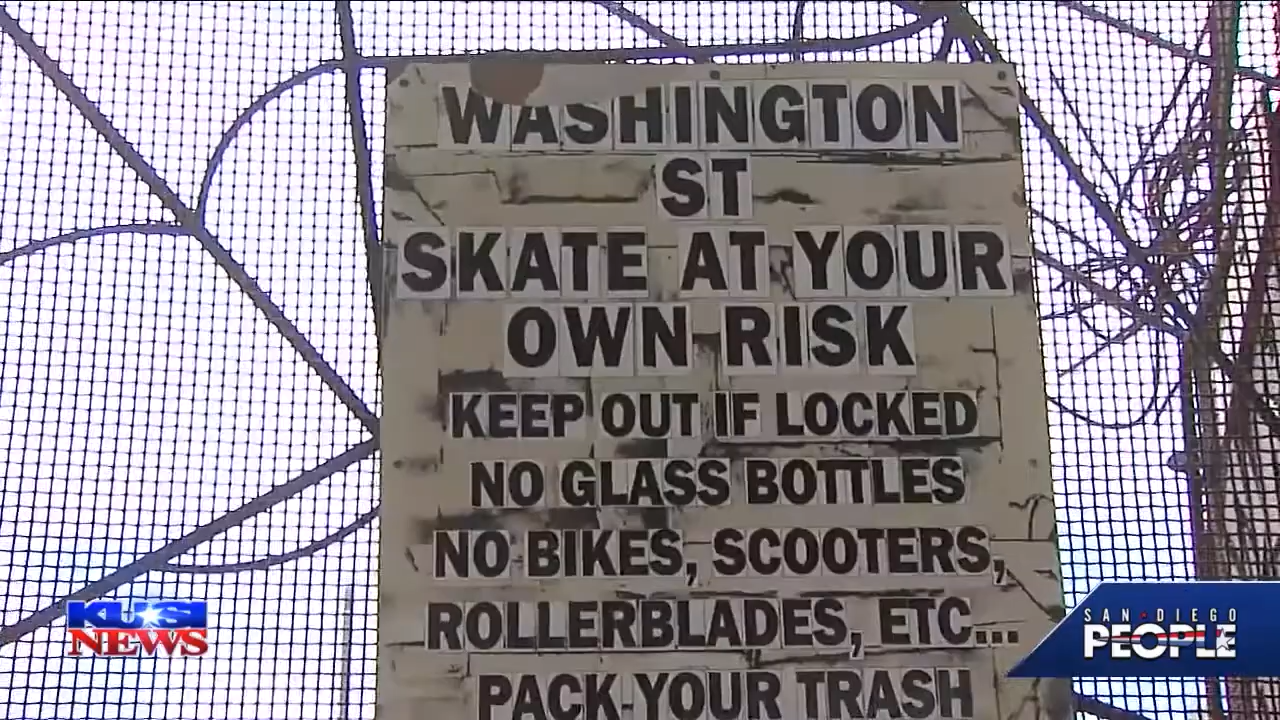 WASHINGTON
ST
SKATE AT YOUR
OWN RISK
KEEP OUT IF LOCKED
NO GLASS BOTTLES
NO BIKES, SCOOTERS,
ROLLERBLADES, ETC...
PACK YOUR TRASH
KUSI
NEWS
SAN DIEGO
PEOPLE